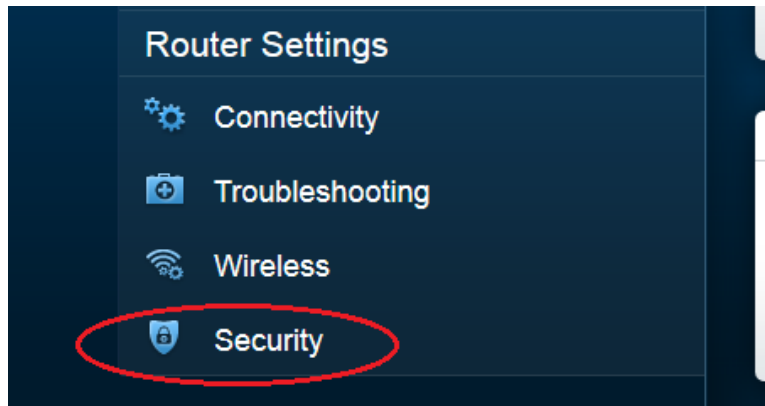 Router Settings
Connectivity
Troubleshooting
Wireless
Security